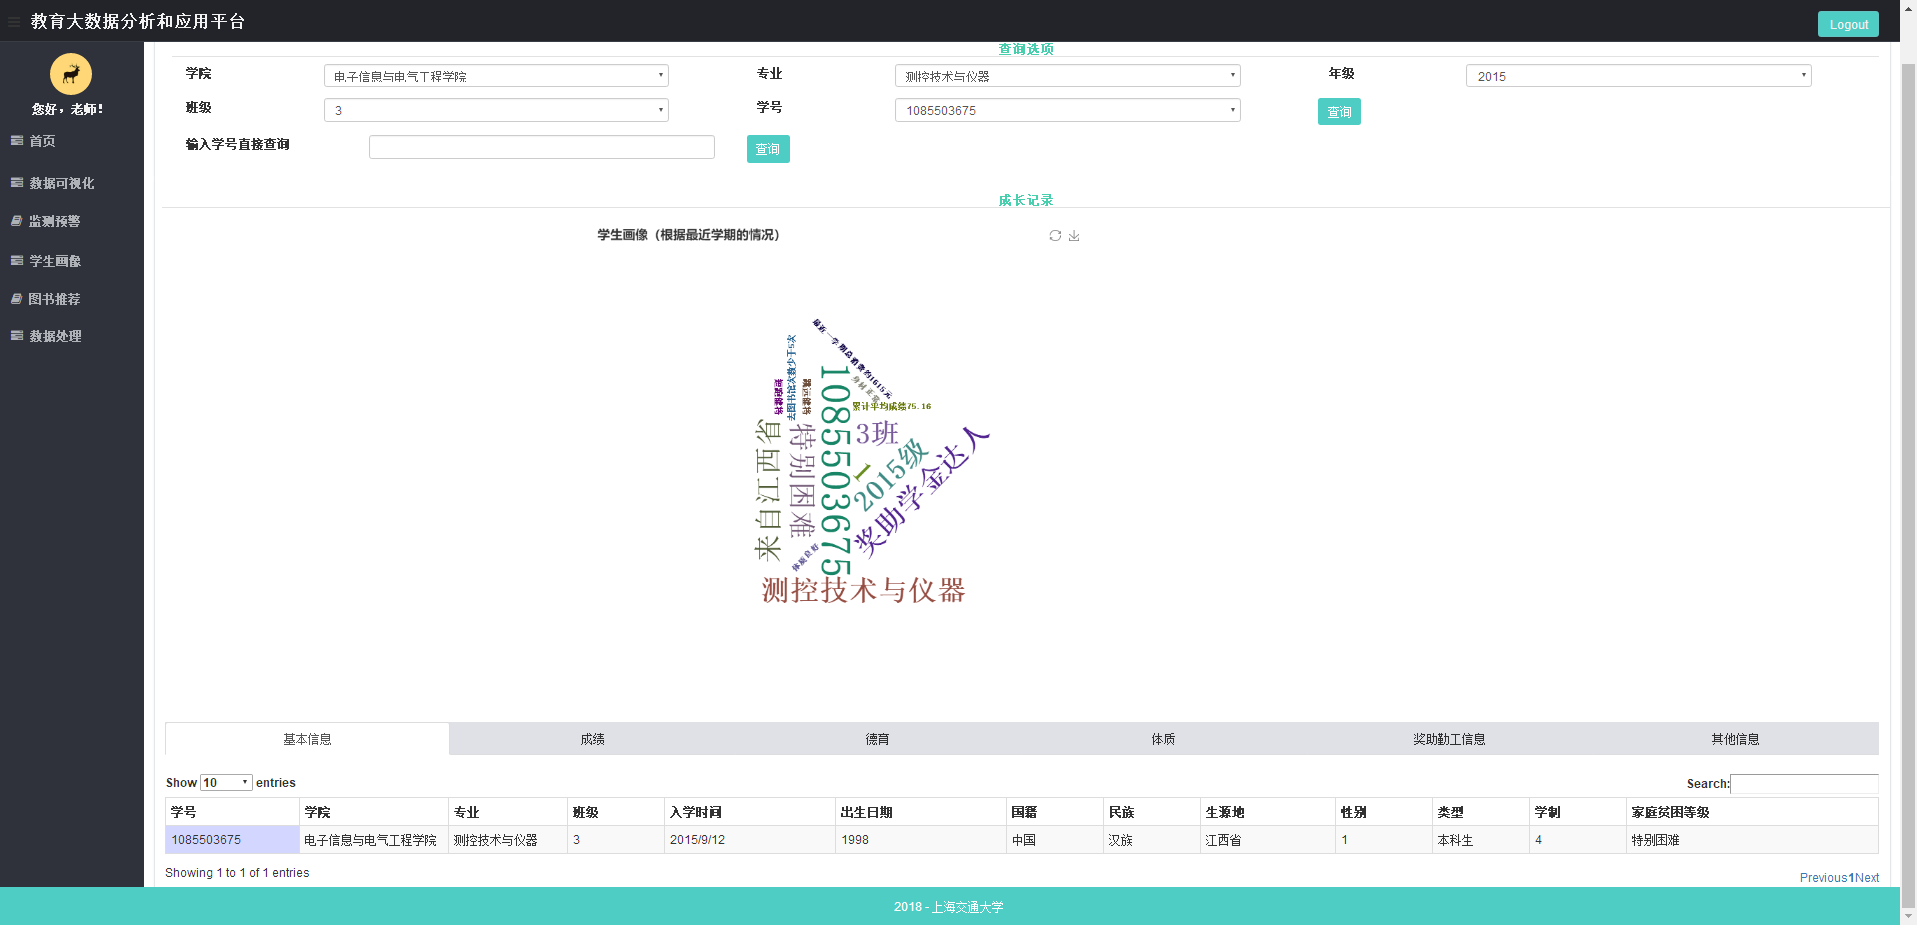 教育大数据分析和应用平台
Logout
您好，老师!
首页
数据可视化
监测预警
学生画像
图书推荐
数据处理
查询选项
学院 电子信息与电气工程学院 专业 测控技术与仪器 年级 2015
班级 3 学号 1085503675 查询
输入学号直接查询 查询
成长记录
学生画像（根据最近学期的情况）
最近一学期总消费约1615元
去图书馆次数少于5次
身材正常
累计平均成绩75.16
1085503675
3班
特别困难
来自江西省
1
2015级
奖助学金达人
体质良好
测控技术与仪器
基本信息 成绩 德育 体质 奖助勤工信息 其他信息
Show 10 entries Search:
学号 学院 专业 班级 入学时间 出生日期 国籍 民族 生源地 性别 类型 学制 家庭贫困等级
1085503675 电子信息与电气工程学院 测控技术与仪器 3 2015/9/12 1998 中国 汉族 江西省 1 本科生 4 特别困难
Showing 1 to 1 of 1 entries
Previous1Next
2018 - 上海交通大学